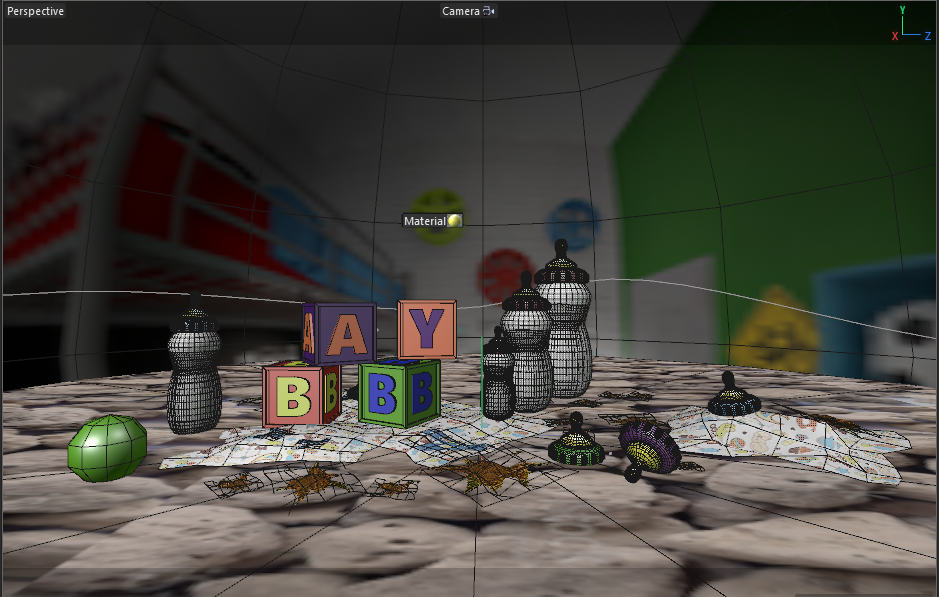 Perspective
Camera
Y
X Z
Material
A A Y
B B B B